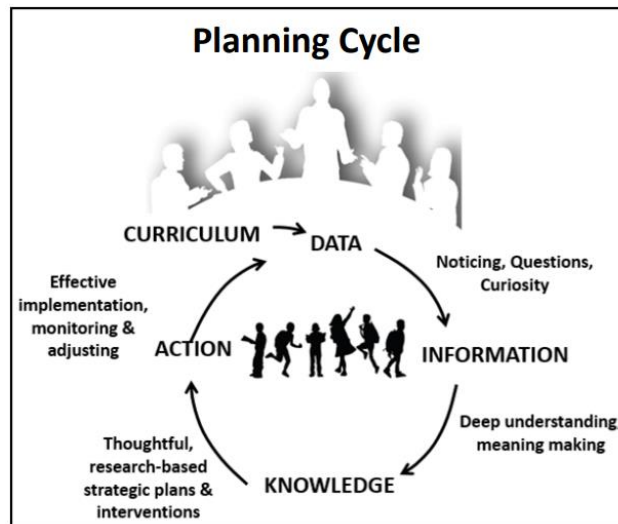 Planning Cycle
CURRICULUM
DATA
Noticing, Questions,
Curiosity
INFORMATION
Deep understanding,
meaning making
KNOWLEDGE
Thoughtful,
research-based
strategic plans &
interventions
ACTION
Effective
implementation,
monitoring &
adjusting